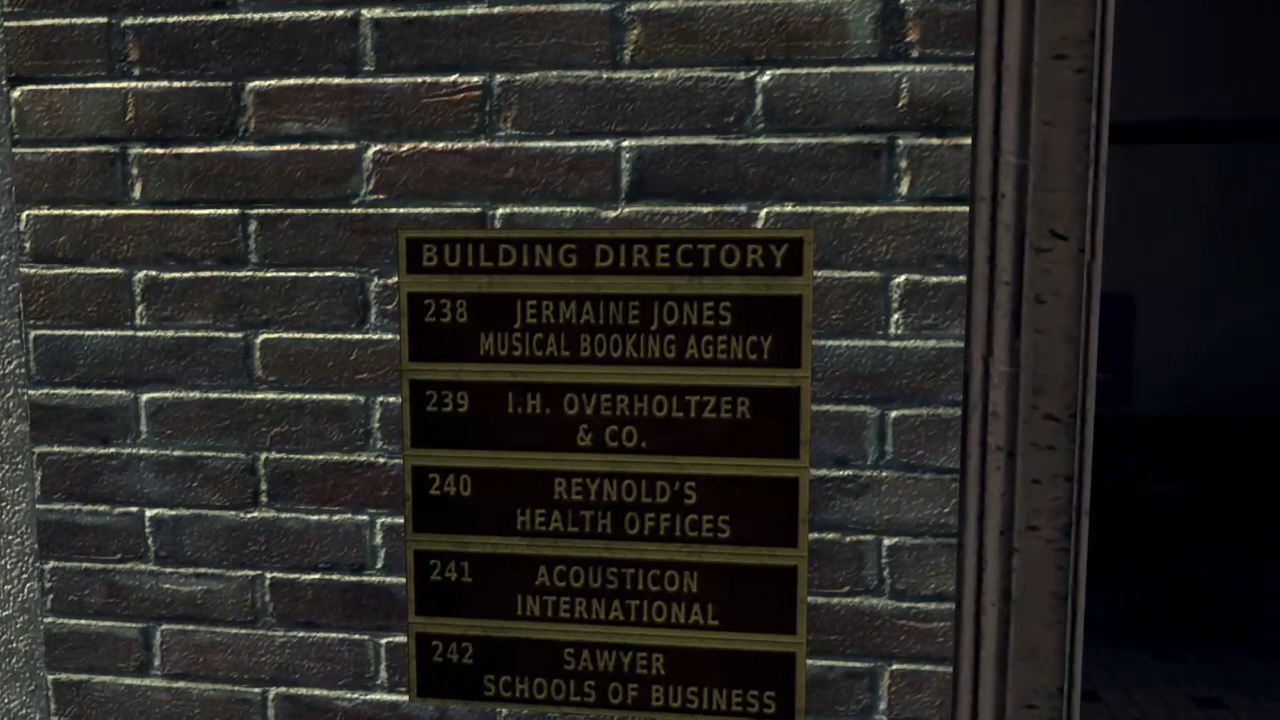 BUILDING DIRECTORY
238 JERMAINE JONES
MUSICAL BOOKING AGENCY
239 I.H. OVERHOLTZER
& CO.
240 REYNOLD'S
HEALTH OFFICES
241 ACOUSTICON
INTERNATIONAL
242 SAWYER
SCHOOLS OF BUSINESS